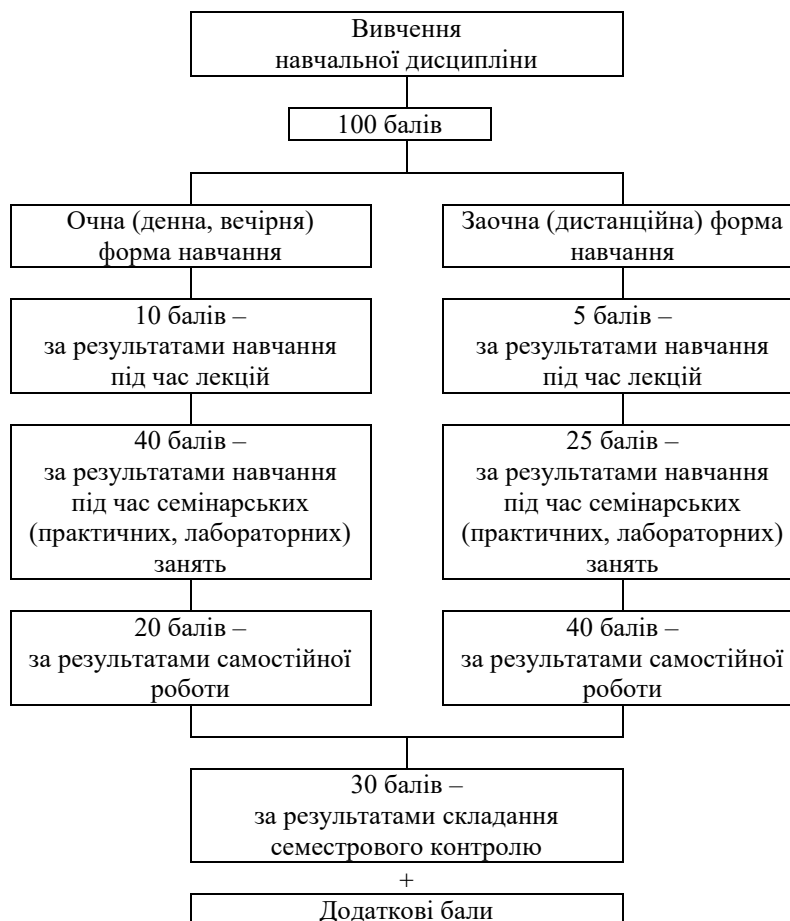 Вивчення
навчальної дисципліни
100 балів
Очна (денна, вечірня)
форма навчання
Заочна (дистанційна) форма
навчання
10 балів –
за результатами навчання
під час лекцій
5 балів –
за результатами навчання
під час лекцій
40 балів –
за результатами навчання
під час семінарських
(практичних, лабораторних)
занять
25 балів –
за результатами навчання
під час семінарських
(практичних, лабораторних)
занять
20 балів –
за результатами самостійної
роботи
40 балів –
за результатами самостійної
роботи
30 балів –
за результатами складання
семестрового контролю
+
Додаткові бали